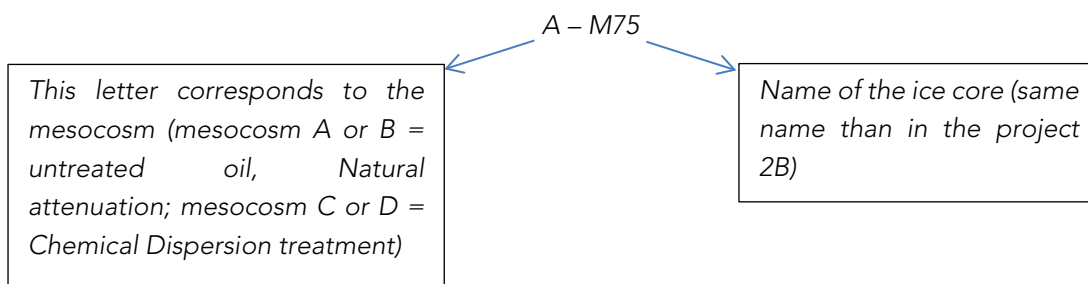 A – M75
This letter corresponds to the
mesocosm (mesocosm A or B =
untreated oil, Natural
attenuation; mesocosm C or D =
Chemical Dispersion treatment)
Name of the ice core (same
name than in the project
2B)